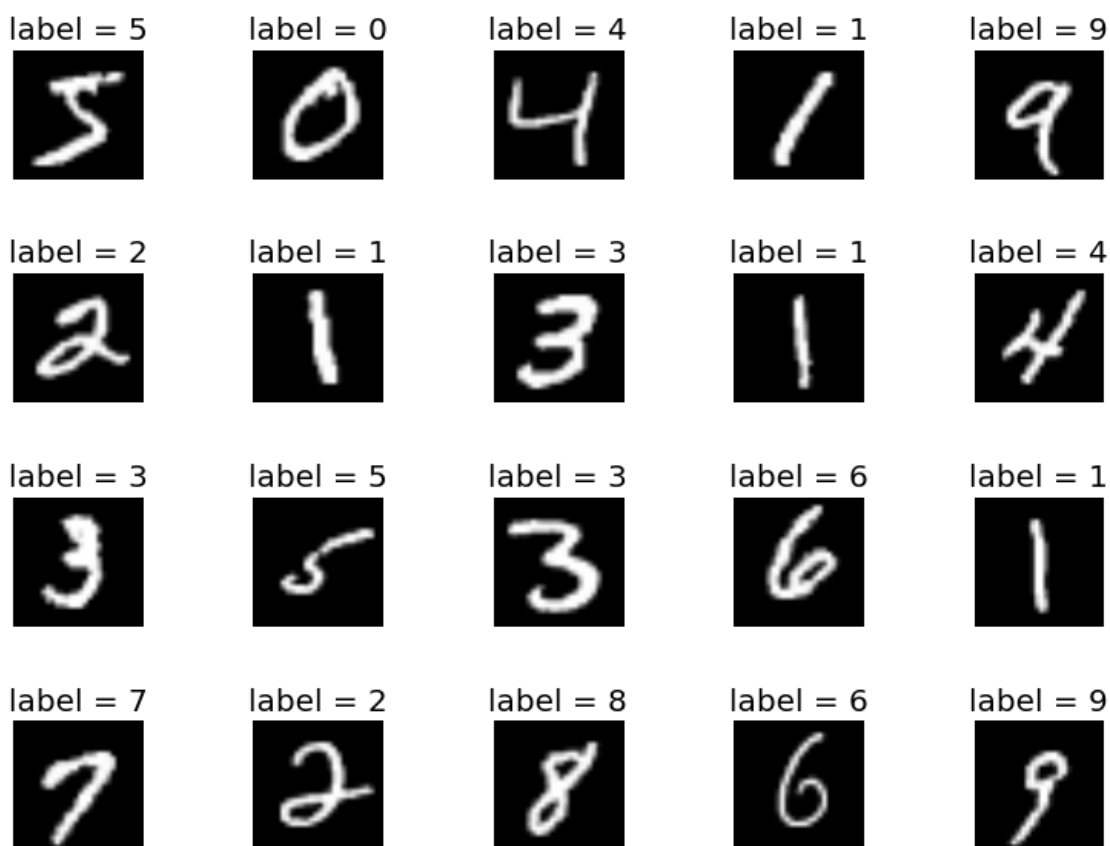 label = 5 label = 0 label = 4 label = 1 label = 9
5 0 4 1 9
label = 2 label = 1 label = 3 label = 1 label = 4
2 1 3 1 4
label = 3 label = 5 label = 3 label = 6 label = 1
3 5 3 6 1
label = 7 label = 2 label = 8 label = 6 label = 9
7 2 8 6 9